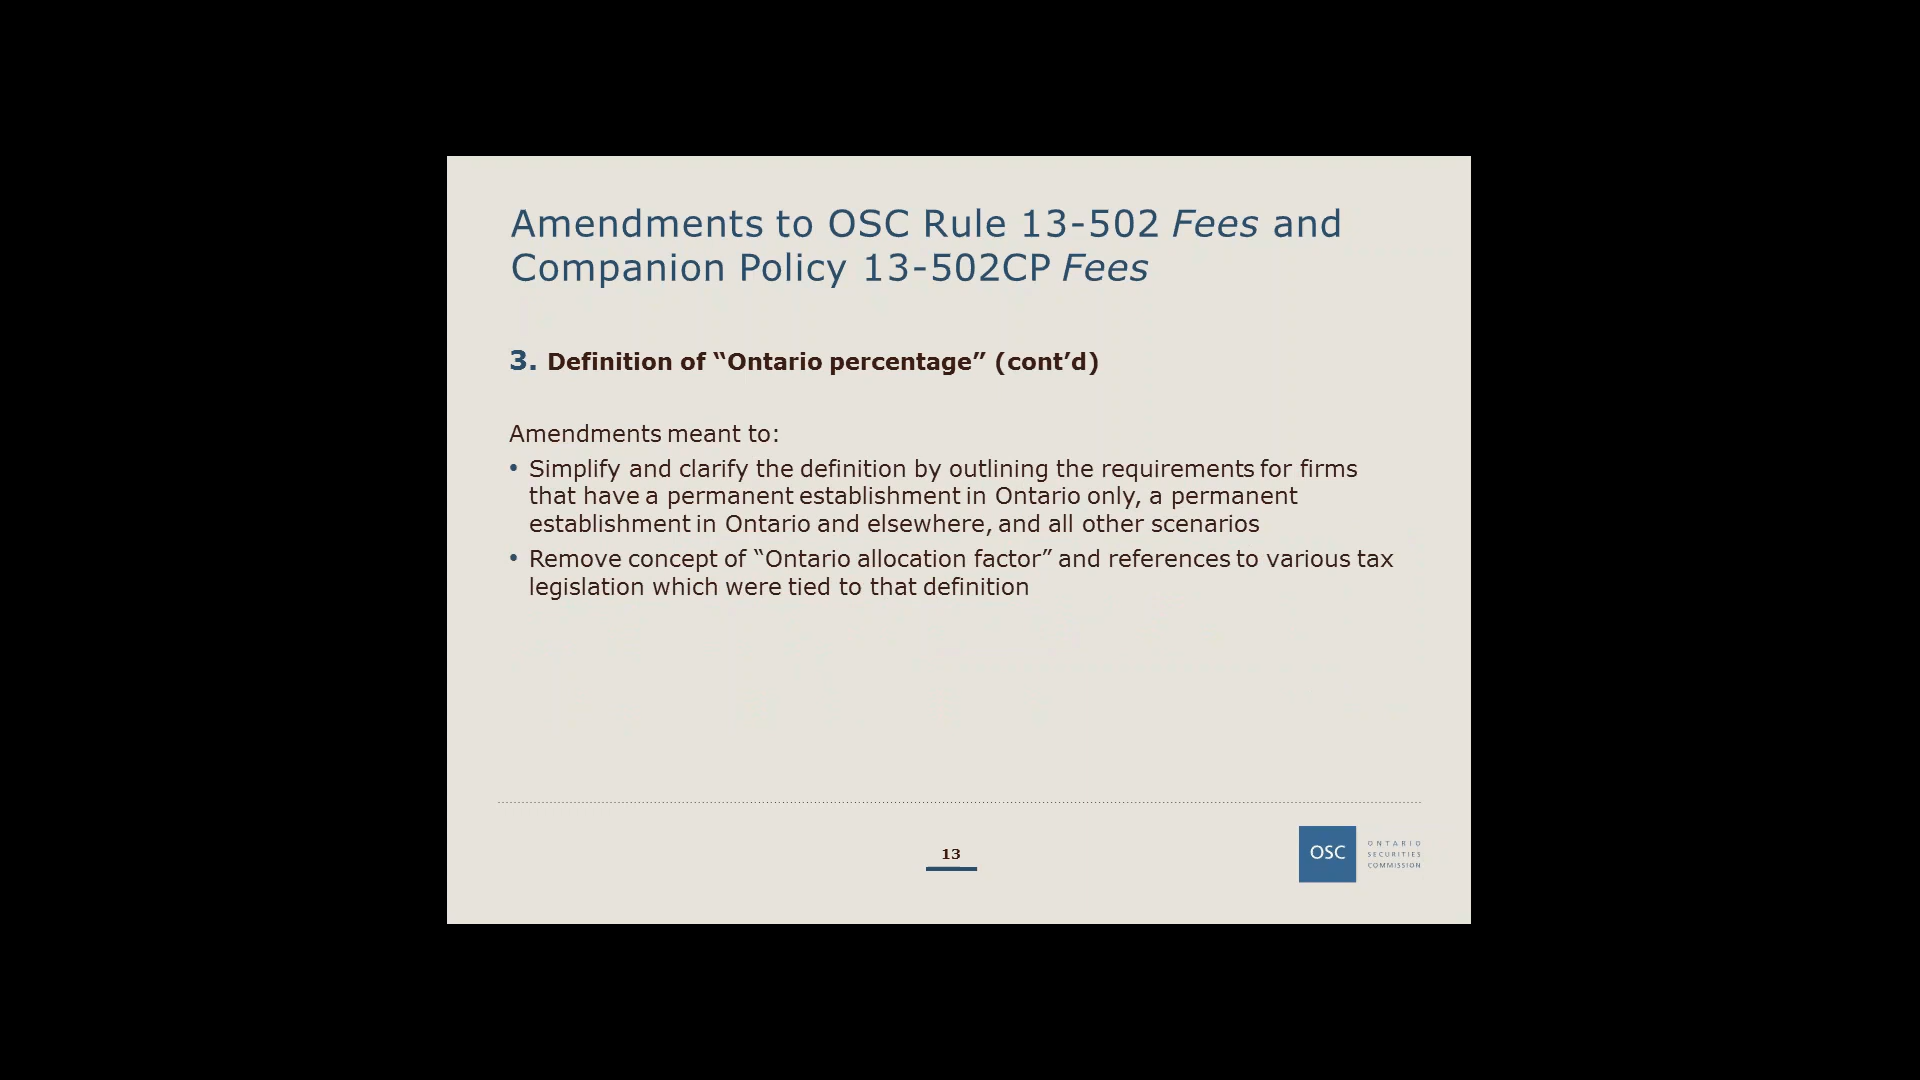 Amendments to OSC Rule 13-502 Fees and
Companion Policy 13-502CP Fees
3. Definition of “Ontario percentage” (cont’d)
Amendments meant to:
• Simplify and clarify the definition by outlining the requirements for firms
that have a permanent establishment in Ontario only, a permanent
establishment in Ontario and elsewhere, and all other scenarios
• Remove concept of “Ontario allocation factor” and references to various tax
legislation which were tied to that definition
13
OSC
ONTARIO
SECURITIES
COMMISSION